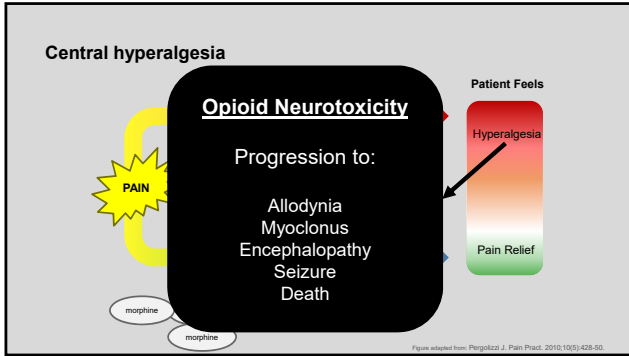 Central hyperalgesia
Patient Feels
Opioid Neurotoxicity
Progression to:
Allodynia
Myoclonus
Encephalopathy
Seizure
Death
PAIN
Hyperalgesia
Pain Relief
morphine
morphine
Figure adapted from: Pergolizzi J. Pain Pract. 2010;10(5):428-50.